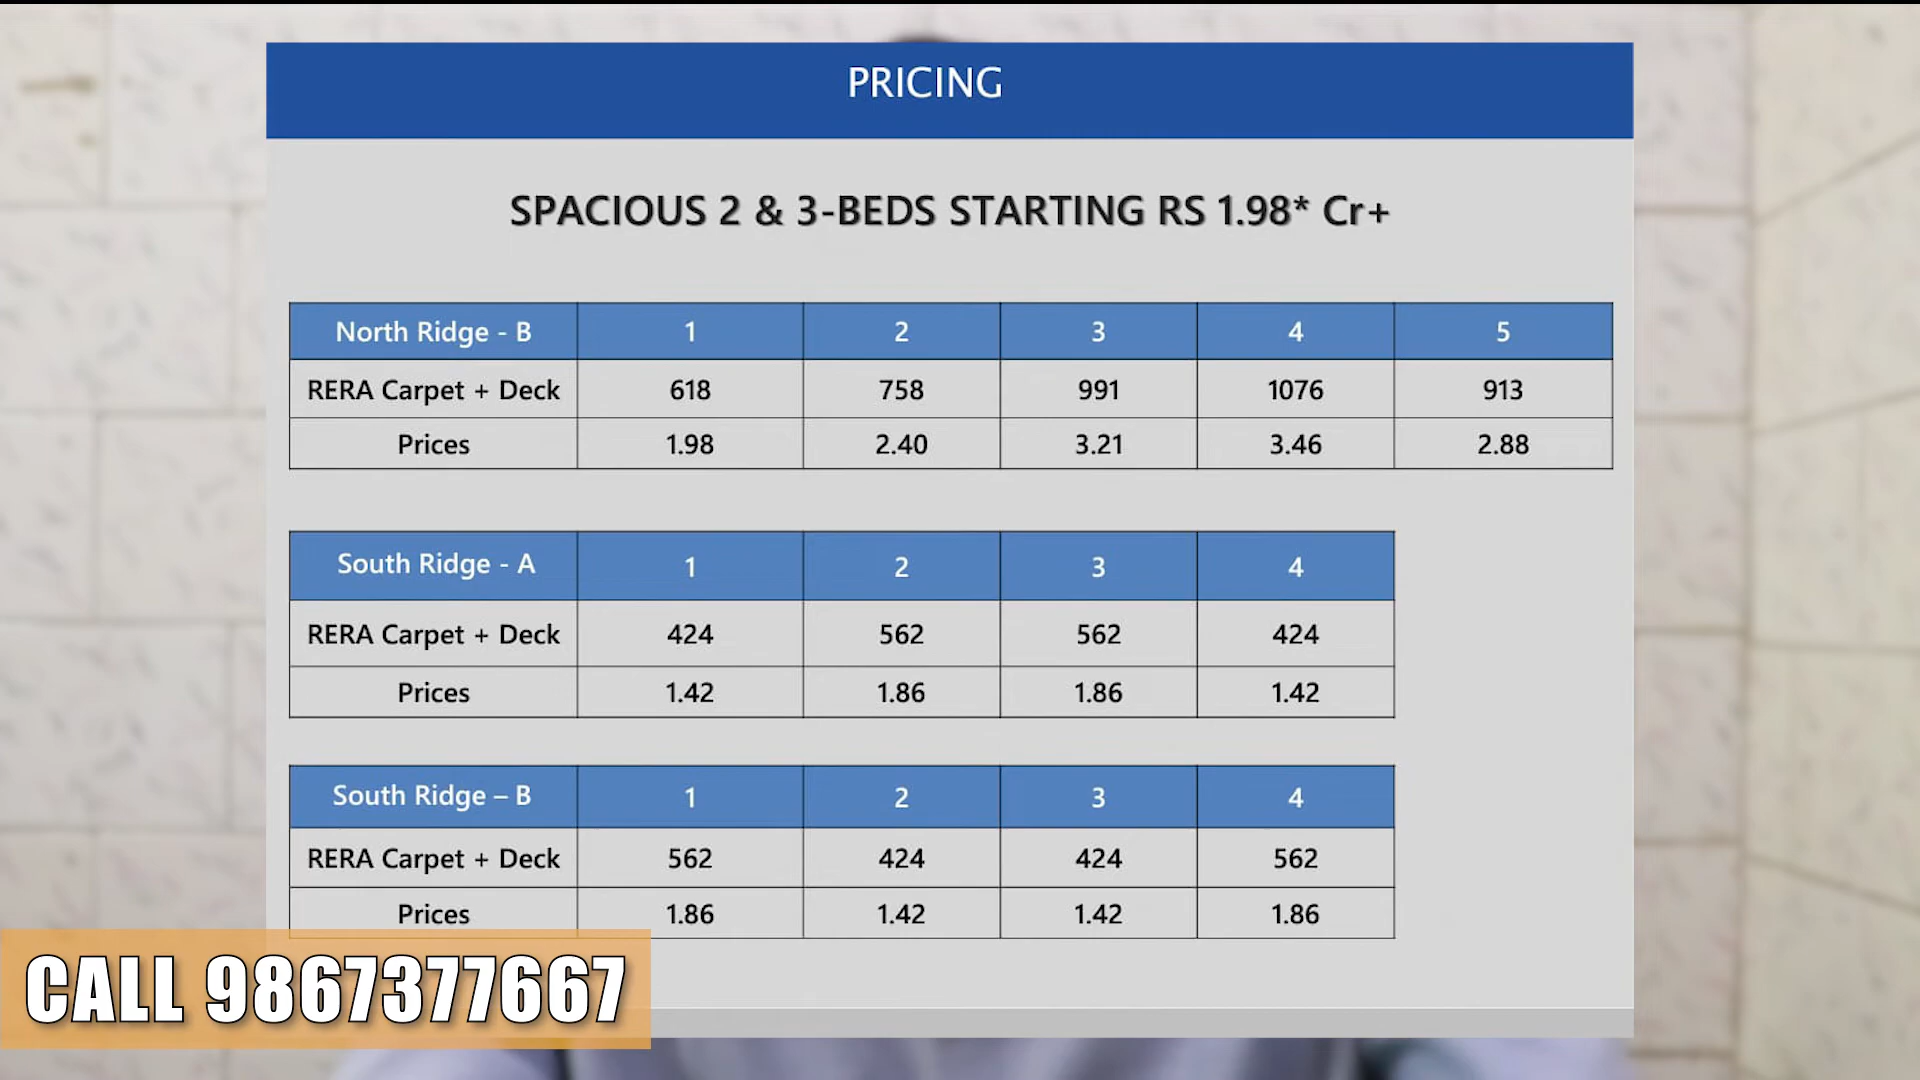 PRICING
SPACIOUS 2 & 3-BEDS STARTING RS 1.98* Cr+
North Ridge - B 1 2 3 4 5
RERA Carpet + Deck 618 758 991 1076 913
Prices 1.98 2.40 3.21 3.46 2.88
South Ridge - A 1 2 3 4
RERA Carpet + Deck 424 562 562 424
Prices 1.42 1.86 1.86 1.42
South Ridge – B 1 2 3 4
RERA Carpet + Deck 562 424 424 562
Prices 1.86 1.42 1.42 1.86
CALL 9867377667